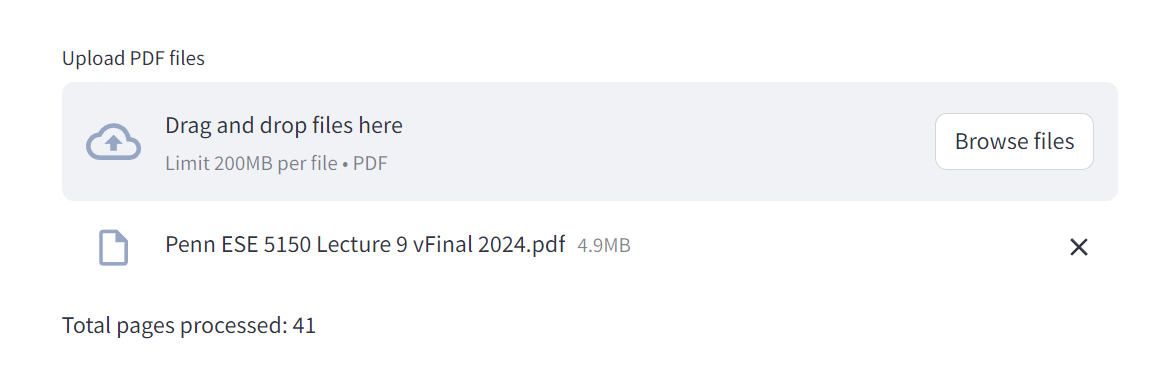 Upload PDF files
Drag and drop files here
Limit 200MB per file • PDF
Browse files
Penn ESE 5150 Lecture 9 vFinal 2024.pdf 4.9MB
Total pages processed: 41